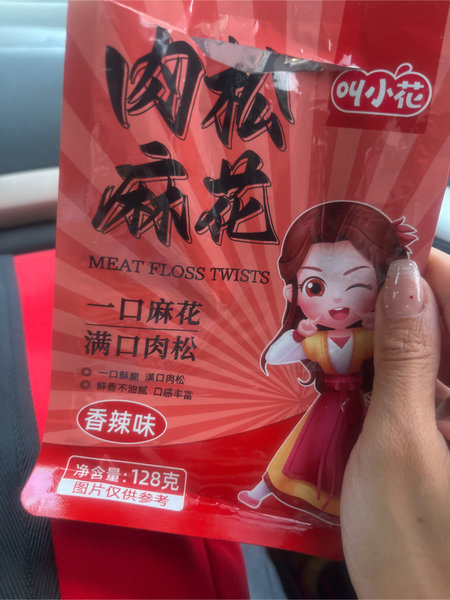 叫小花
肉松
麻花
MEAT FLOSS TWISTS
一口麻花
满口肉松
◎ 一口酥脆 满口肉松
◎ 鲜香不油腻 口感丰富
香辣味
净含量:128克
图片仅供参考